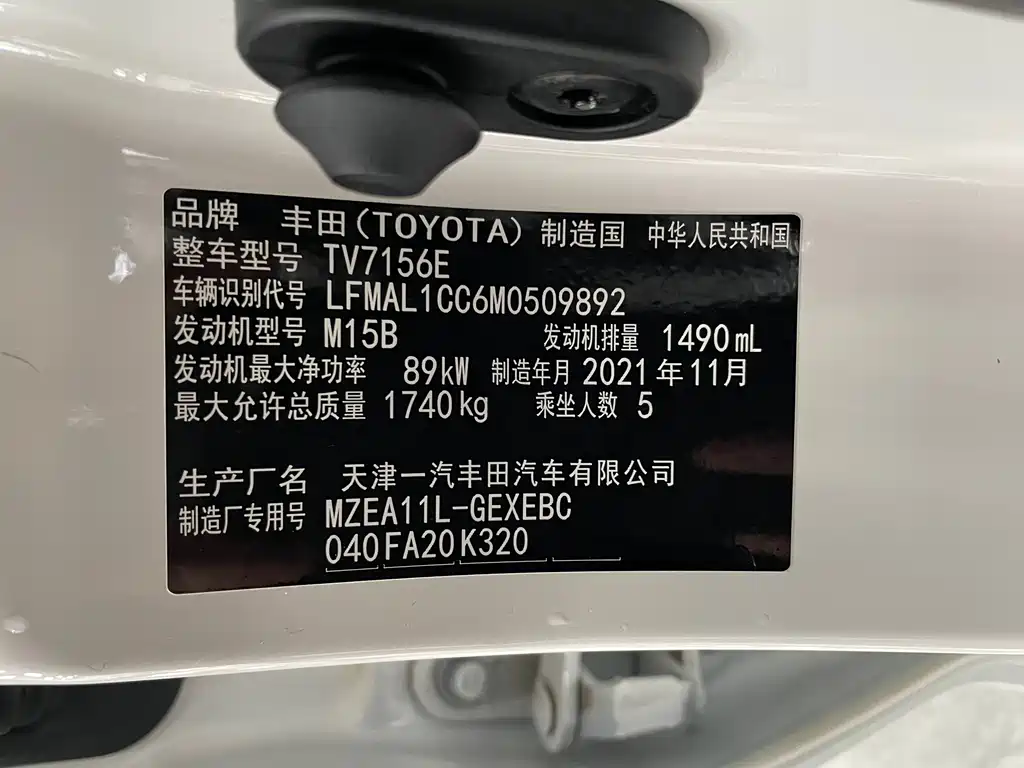 品牌 丰田(TOYOTA) 制造国 中华人民共和国
整车型号 TV7156E
车辆识别代号 LFMAL1CC6M0509892
发动机型号 M15B 发动机排量 1490mL
发动机最大净功率 89kW 制造年月 2021年11月
最大允许总质量 1740kg 乘坐人数 5
生产厂名 天津一汽丰田汽车有限公司
制造厂专用号 MZEA11L-GEXEBC
040 FA20 K320